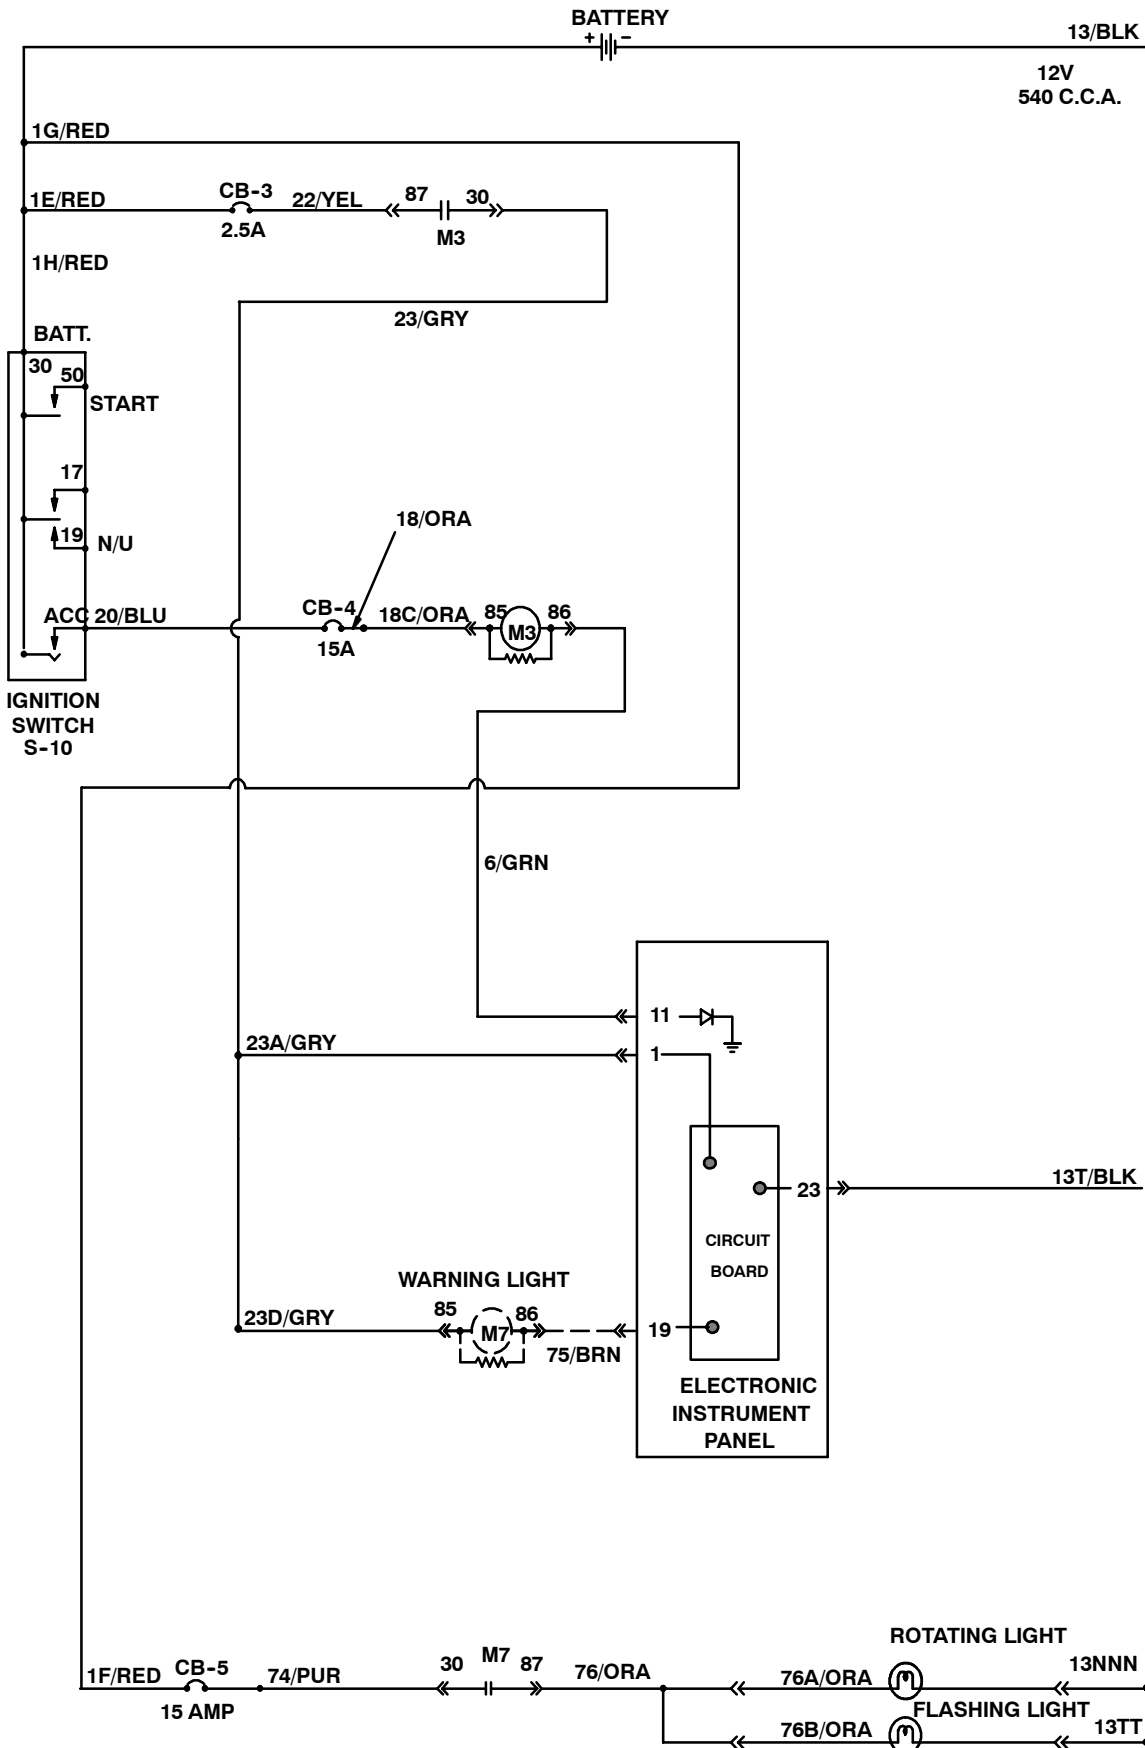 BATTERY
+ −
13/BLK
12V
540 C.C.A.
1G/RED
1E/RED
CB-3
2.5A
22/YEL
87
30
M3
1H/RED
23/GRY
BATT.
30
50
START
17
19
N/U
18/ORA
ACC
20/BLU
CB-4
15A
18C/ORA
85
M3
86
IGNITION
SWITCH
S-10
6/GRN
11
23A/GRY
1
23
13T/BLK
CIRCUIT
BOARD
WARNING LIGHT
23D/GRY
85
M7
86
75/BRN
19
ELECTRONIC
INSTRUMENT
PANEL
ROTATING LIGHT
1F/RED
CB-5
15 AMP
74/PUR
30
M7
87
76/ORA
76A/ORA
13NNN
FLASHING LIGHT
76B/ORA
13TT